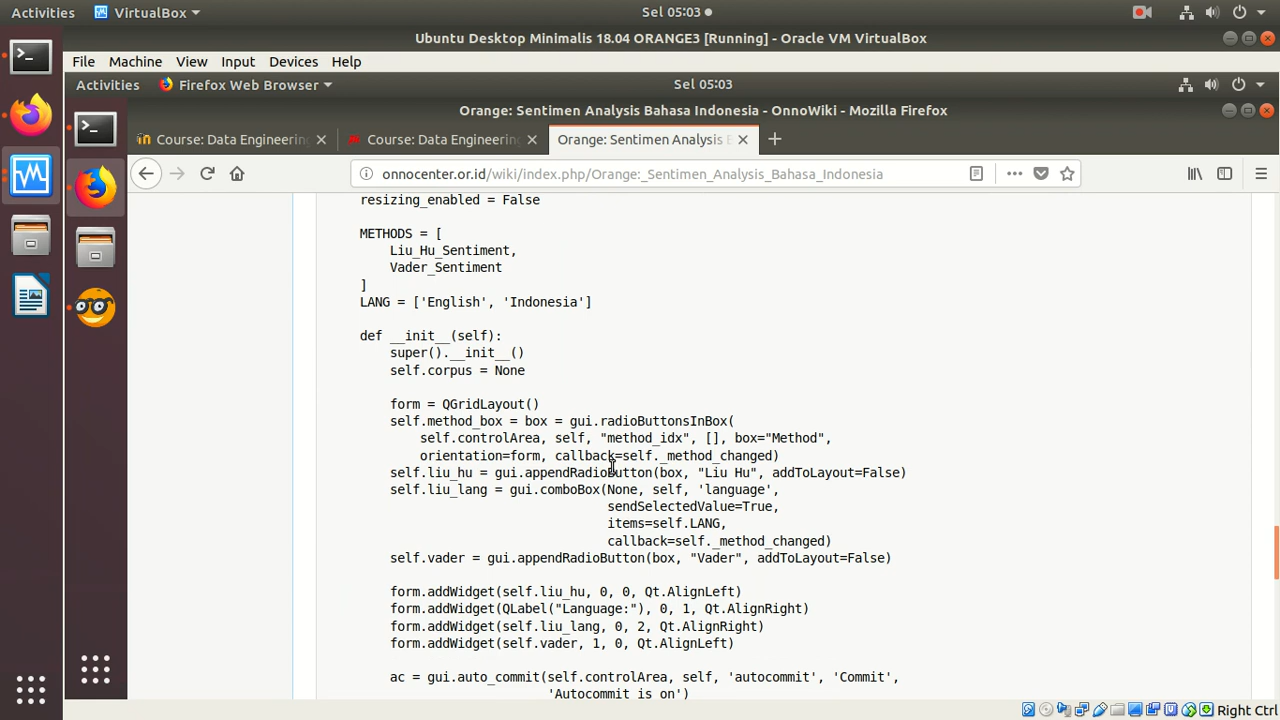 Activities VirtualBox Sel 05:03
Ubuntu Desktop Minimalis 18.04 ORANGE3 [Running] - Oracle VM VirtualBox
File Machine View Input Devices Help
Activities Firefox Web Browser Sel 05:03
Orange: Sentimen Analysis Bahasa Indonesia - OnnoWiki - Mozilla Firefox
Course: Data Engineerin Course: Data Engineerin Orange: Sentimen Analysis
onnocenter.or.id/wiki/index.php/Orange:_Sentimen_Analysis_Bahasa_Indonesia
resizing_enabled = False
METHODS = [
Liu_Hu_Sentiment,
Vader_Sentiment
]
LANG = ['English', 'Indonesia']
def __init__(self):
super().__init__()
self.corpus = None
form = QGridLayout()
self.method_box = box = gui.radioButtonsInBox(
self.controlArea, self, "method_idx", [], box="Method",
orientation=form, callback=self._method_changed)
self.liu_hu = gui.appendRadioButton(box, "Liu Hu", addToLayout=False)
self.liu_lang = gui.comboBox(None, self, 'language',
sendSelectedValue=True,
items=self.LANG,
callback=self._method_changed)
self.vader = gui.appendRadioButton(box, "Vader", addToLayout=False)
form.addWidget(self.liu_hu, 0, 0, Qt.AlignLeft)
form.addWidget(QLabel("Language:"), 0, 1, Qt.AlignRight)
form.addWidget(self.liu_lang, 0, 2, Qt.AlignRight)
form.addWidget(self.vader, 1, 0, Qt.AlignLeft)
ac = gui.auto_commit(self.controlArea, self, 'autocommit', 'Commit',
'Autocommit is on')
Right Ctrl